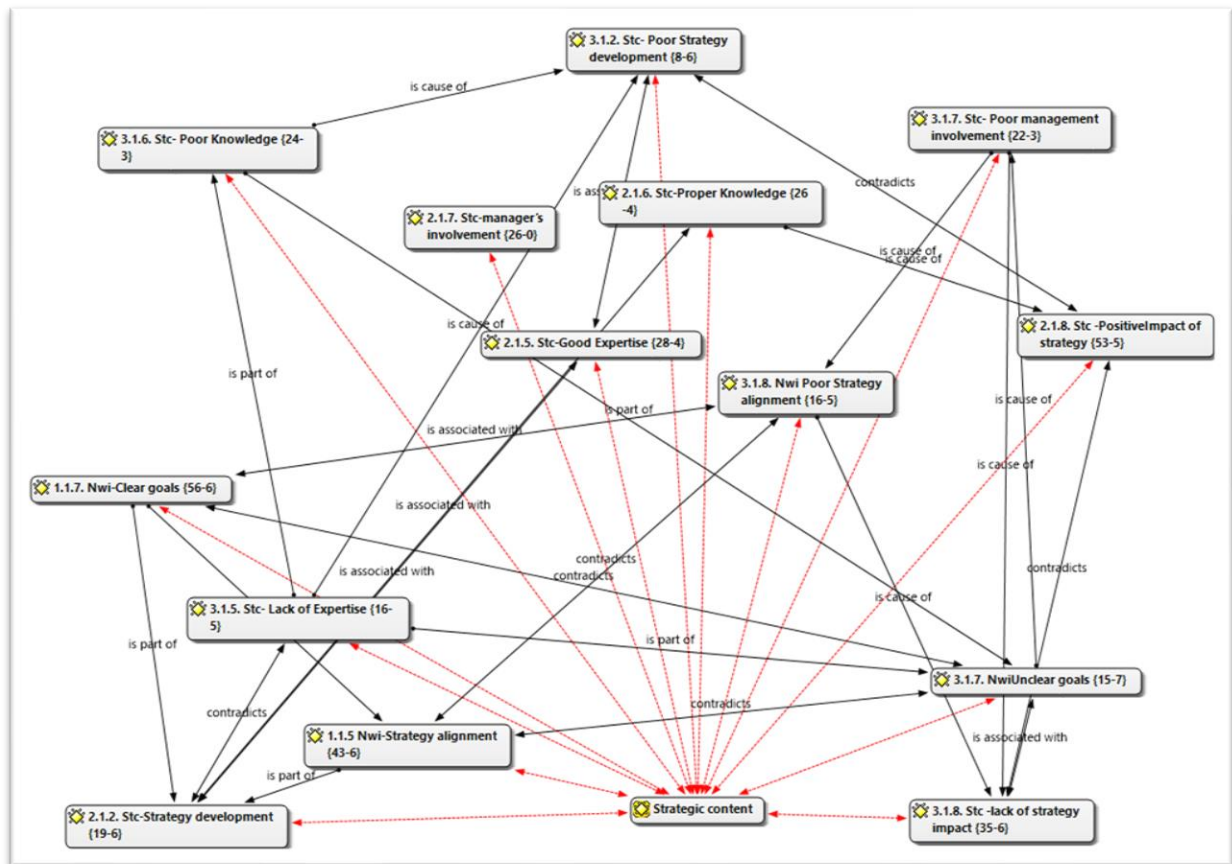 3.1.2. Stc- Poor Strategy
development {8-6}
is cause of
3.1.7. Stc- Poor management
involvement {22-3}
3.1.6. Stc- Poor Knowledge {24-
3}
contradicts
2.1.6. Stc-Proper Knowledge {26
-4}
2.1.7. Stc-manager's
involvement {26-0}
is cause of
is cause of
is cause of
2.1.8. Stc -PositiveImpact of
strategy {53-5}
2.1.5. Stc-Good Expertise {28-4}
is part of
3.1.8. Nwi Poor Strategy
alignment {16-5}
is cause of
is part of
is associated with
is cause of
1.1.7. Nwi-Clear goals {56-6}
is associated with
contradicts
contradicts
is associated with
contradicts
is cause of
3.1.5. Stc- Lack of Expertise {16-
5}
is part of
is part of
3.1.7. NwiUnclear goals {15-7}
contradicts
contradicts
1.1.5 Nwi-Strategy alignment
{43-6}
is associated with
is part of
2.1.2. Stc-Strategy development
{19-6}
Strategic content
3.1.8. Stc -lack of strategy
impact {35-6}